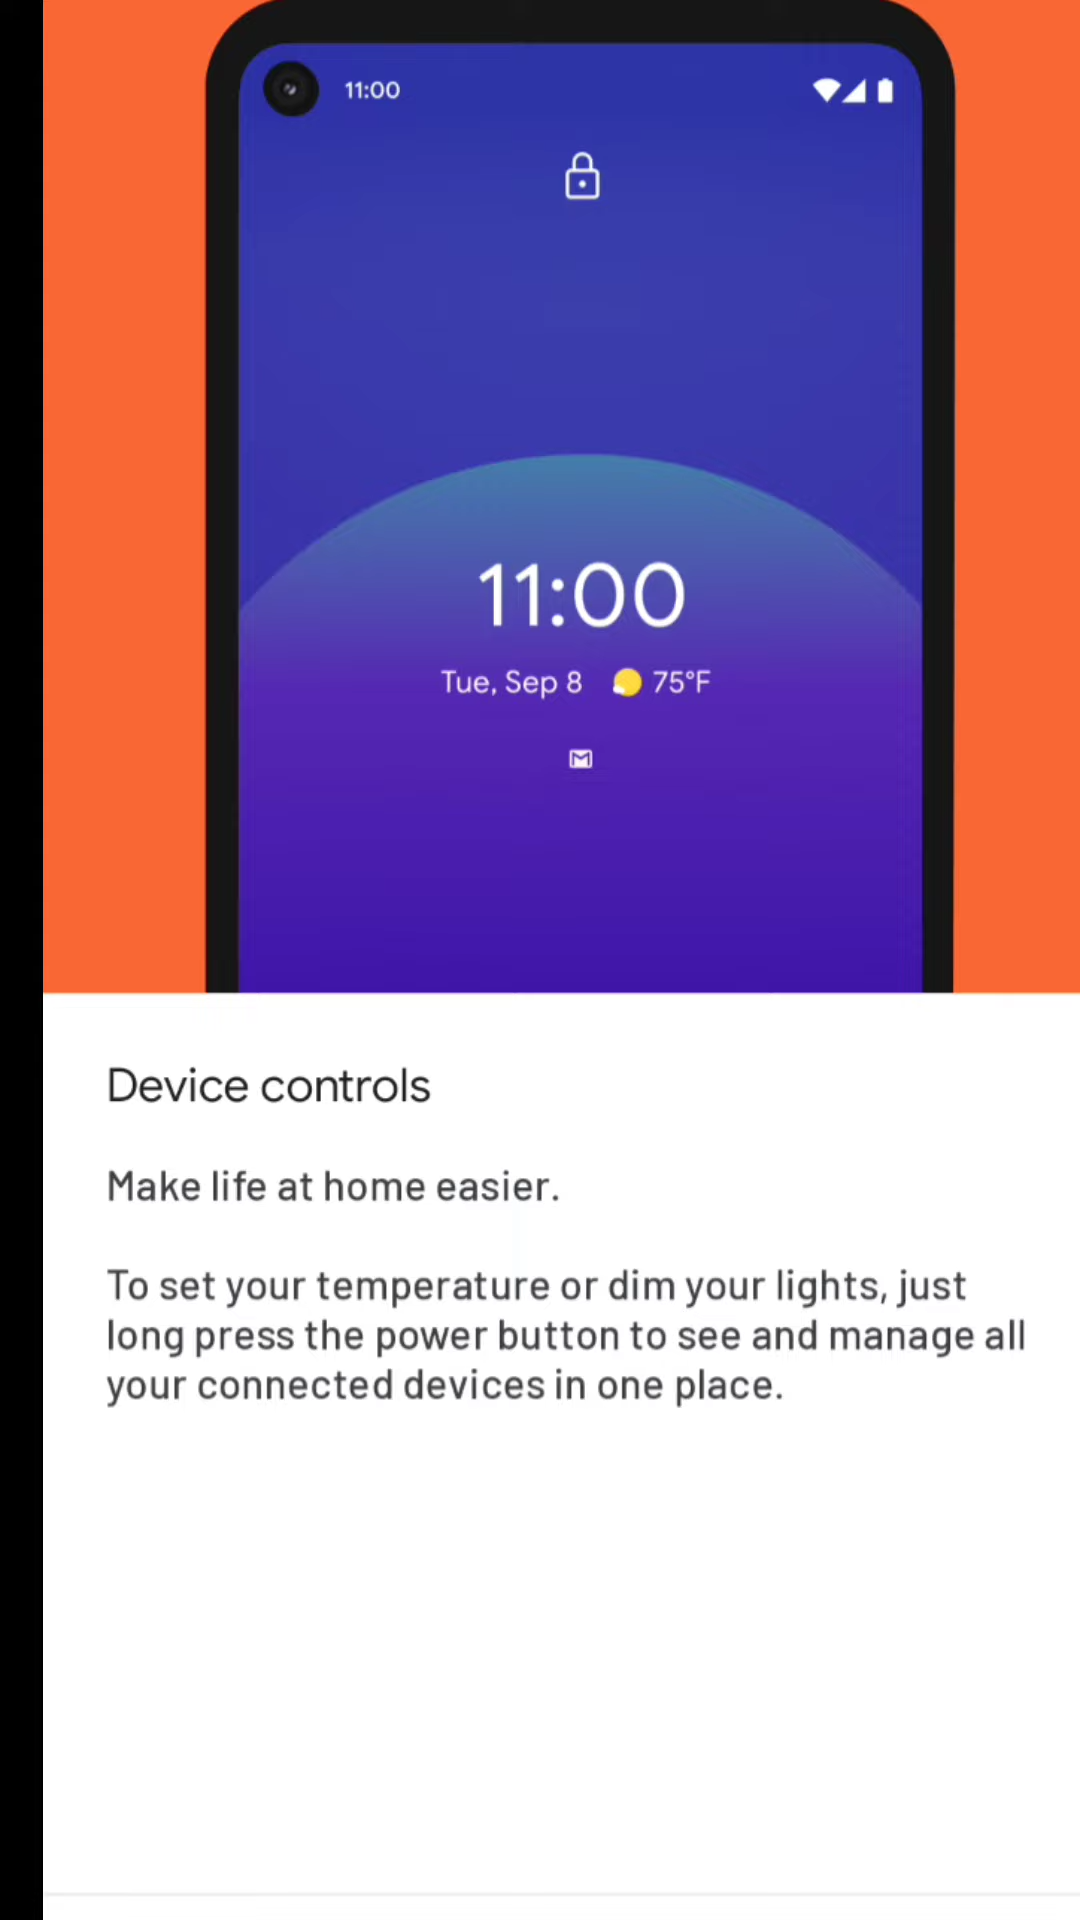 11:00
11:00
Tue, Sep 8 75°F
Device controls
Make life at home easier.
To set your temperature or dim your lights, just
long press the power button to see and manage all
your connected devices in one place.